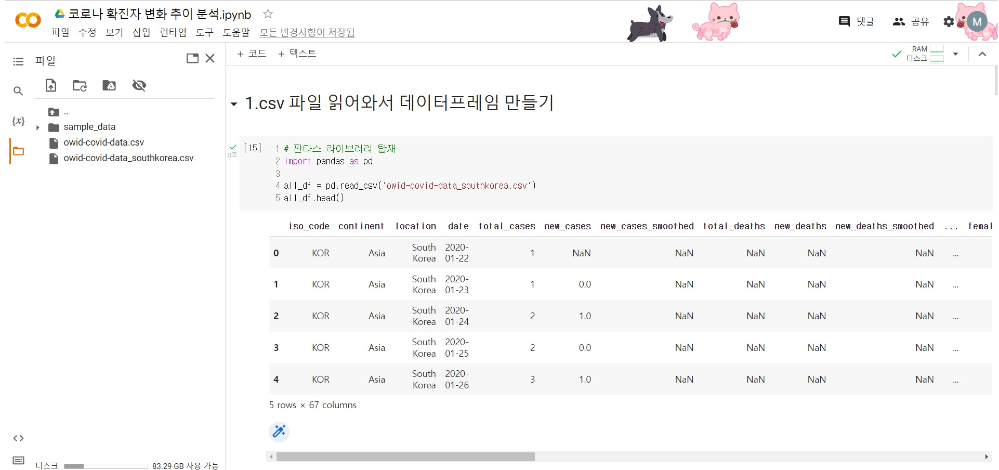 코로나 확진자 변화 추이 분석.ipynb
파일 수정 보기 삽입 런타임 도구 도움말 모든 변경사항이 저장됨
댓글 공유 M
파일
+ 코드 + 텍스트
RAM
디스크
{x}
..
sample_data
owid-covid-data.csv
owid-covid-data_southkorea.csv
1.csv 파일 읽어와서 데이터프레임 만들기
[15]
0초
1 # 판다스 라이브러리 탑재
2 import pandas as pd
3
4 all_df = pd.read_csv('owid-covid-data_southkorea.csv')
5 all_df.head()
iso_code continent location date total_cases new_cases new_cases_smoothed total_deaths new_deaths new_deaths_smoothed ... femal
0 KOR Asia South Korea 2020-01-22 1 NaN NaN NaN NaN NaN ...
1 KOR Asia South Korea 2020-01-23 1 0.0 NaN NaN NaN NaN ...
2 KOR Asia South Korea 2020-01-24 2 1.0 NaN NaN NaN NaN ...
3 KOR Asia South Korea 2020-01-25 2 0.0 NaN NaN NaN NaN ...
4 KOR Asia South Korea 2020-01-26 3 1.0 NaN NaN NaN NaN ...
5 rows × 67 columns
디스크 83.29 GB 사용 가능